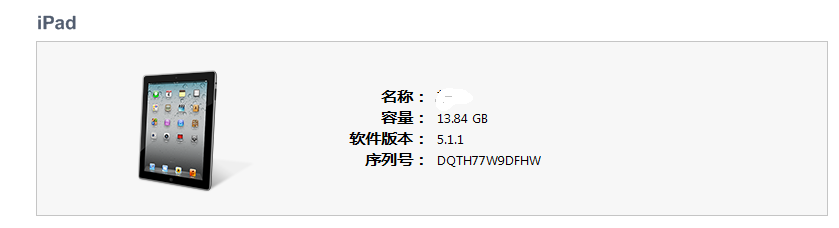 iPad
名称：
容量： 13.84 GB
软件版本： 5.1.1
序列号： DQTH77W9DFHW